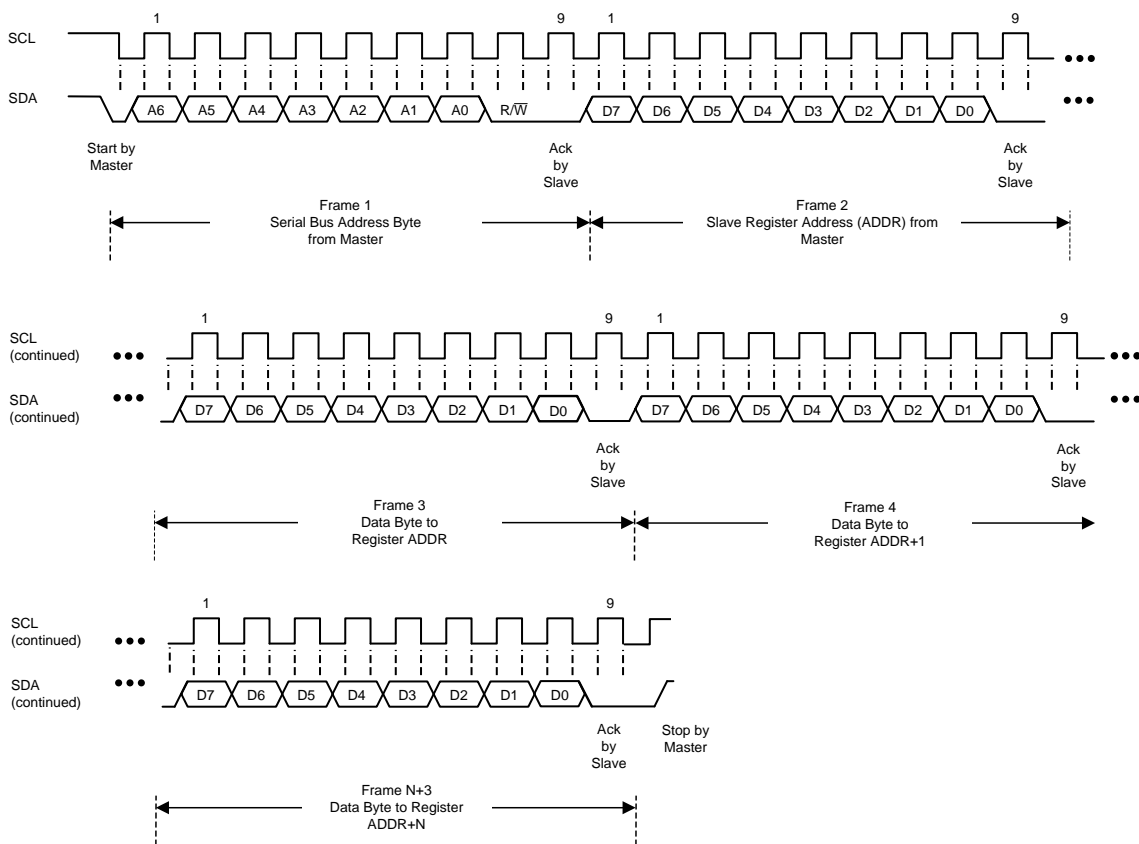 1 9 1 9
SCL
SDA A6 A5 A4 A3 A2 A1 A0 R/W̅ D7 D6 D5 D4 D3 D2 D1 D0
Start by
Master
Ack
by
Slave
Ack
by
Slave
Frame 1
Serial Bus Address Byte
from Master
Frame 2
Slave Register Address (ADDR) from
Master
1 9 1 9
SCL
(continued)
SDA
(continued)
D7 D6 D5 D4 D3 D2 D1 D0 D7 D6 D5 D4 D3 D2 D1 D0
Ack
by
Slave
Ack
by
Slave
Frame 3
Data Byte to
Register ADDR
Frame 4
Data Byte to
Register ADDR+1
1 9
SCL
(continued)
SDA
(continued)
D7 D6 D5 D4 D3 D2 D1 D0
Ack
by
Slave
Stop by
Master
Frame N+3
Data Byte to Register
ADDR+N